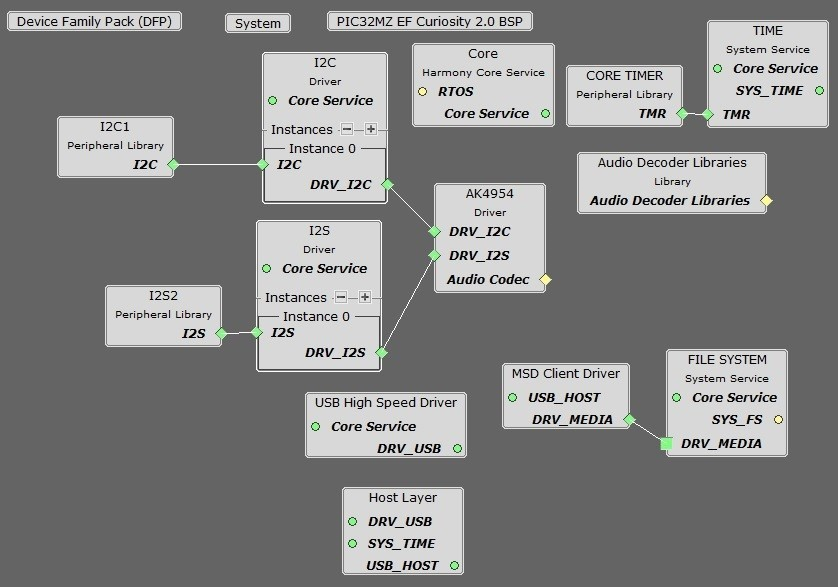 Device Family Pack (DFP)
System
PIC32MZ EF Curiosity 2.0 BSP
I2C
Driver
Core Service
Instances
Instance 0
I2C
DRV_I2C
Core
Harmony Core Service
RTOS
Core Service
CORE TIMER
Peripheral Library
TMR
TIME
System Service
Core Service
SYS_TIME
TMR
I2C1
Peripheral Library
I2C
Audio Decoder Libraries
Library
Audio Decoder Libraries
AK4954
Driver
DRV_I2C
DRV_I2S
Audio Codec
I2S
Driver
Core Service
Instances
Instance 0
I2S
DRV_I2S
I2S2
Peripheral Library
I2S
MSD Client Driver
USB_HOST
DRV_MEDIA
FILE SYSTEM
System Service
Core Service
SYS_FS
DRV_MEDIA
USB High Speed Driver
Core Service
DRV_USB
Host Layer
DRV_USB
SYS_TIME
USB_HOST